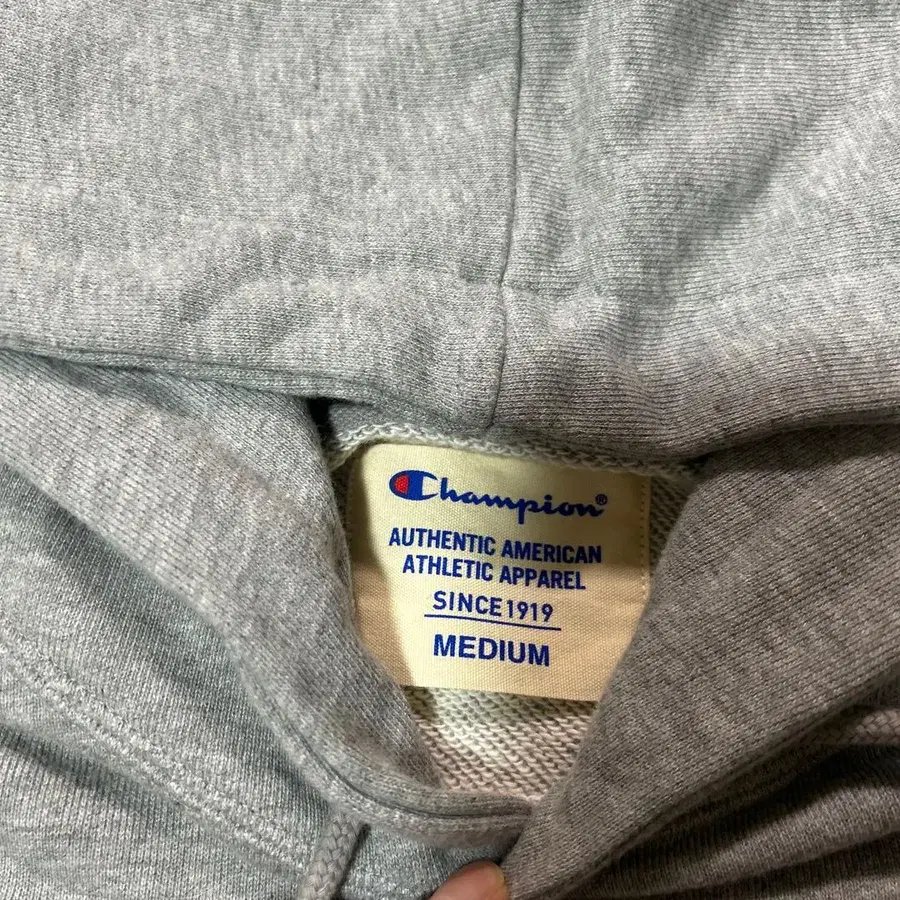 Champion®
AUTHENTIC AMERICAN
ATHLETIC APPAREL
SINCE 1919
MEDIUM